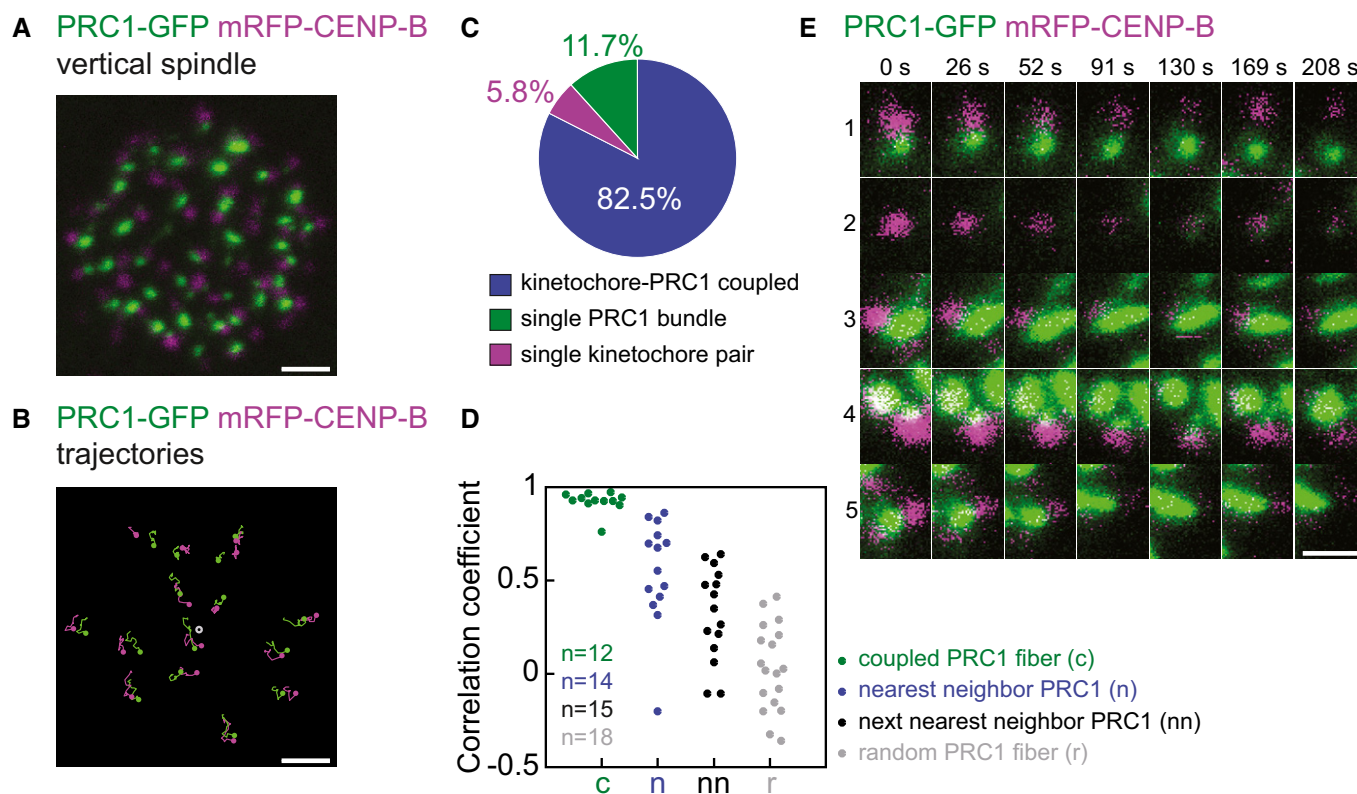 A PRC1-GFP mRFP-CENP-B
vertical spindle
B PRC1-GFP mRFP-CENP-B
trajectories
C
11.7%
5.8%
82.5%
kinetochore-PRC1 coupled
single PRC1 bundle
single kinetochore pair
D
Correlation coefficient
1
0.5
0
-0.5
n=12
n=14
n=15
n=18
c n nn r
coupled PRC1 fiber (c)
nearest neighbor PRC1 (n)
next nearest neighbor PRC1 (nn)
random PRC1 fiber (r)
E PRC1-GFP mRFP-CENP-B
0 s 26 s 52 s 91 s 130 s 169 s 208 s
1
2
3
4
5